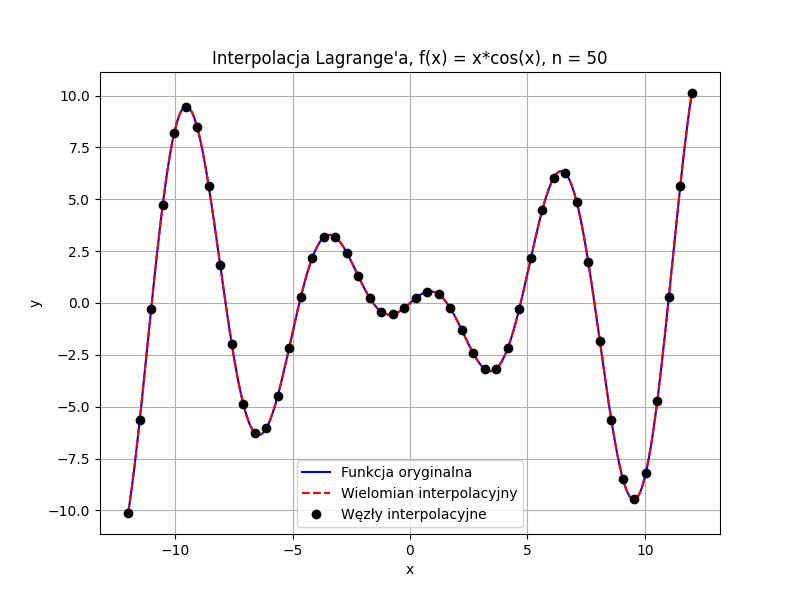 Interpolacja Lagrange'a, f(x) = x*cos(x), n = 50
10.0
7.5
5.0
2.5
0.0
−2.5
−5.0
−7.5
−10.0
y
Funkcja oryginalna
Wielomian interpolacyjny
Węzły interpolacyjne
−10 −5 0 5 10
x